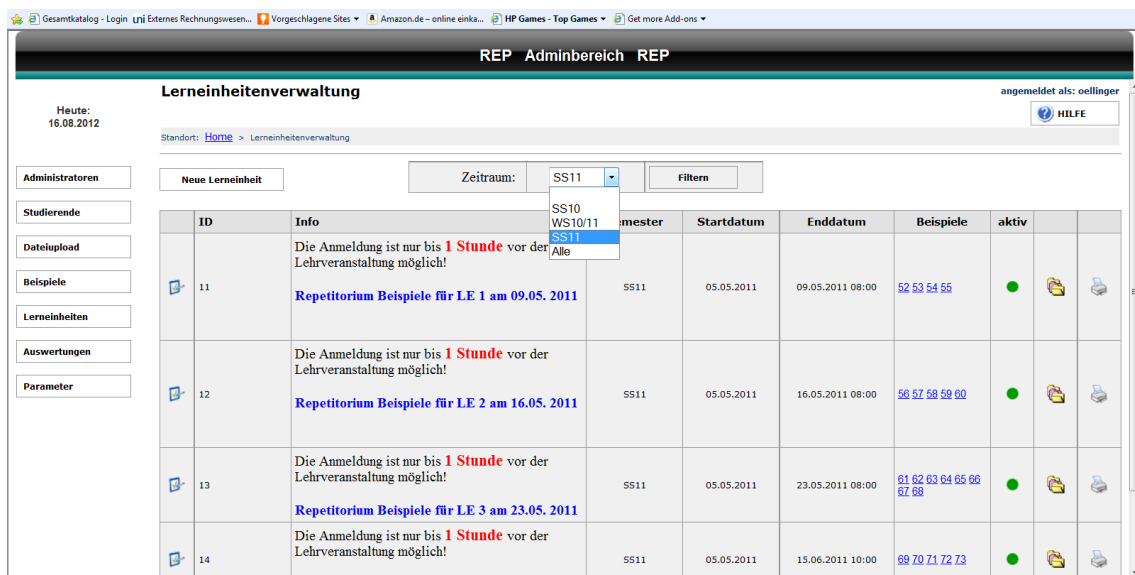 Gesamtkatalog - Login uni Externes Rechnungswesen... Vorgeschlagene Sites Amazon.de – online einka... HP Games - Top Games Get more Add-ons
REP Adminbereich REP
Heute:
16.08.2012
Lerneinheitenverwaltung
angemeldet als: oellinger
HILFE
Standort: Home > Lerneinheitenverwaltung
Administratoren
Studierende
Dateiupload
Beispiele
Lerneinheiten
Auswertungen
Parameter
Neue Lerneinheit
Zeitraum: SS11 Filtern
SS10
WS10/11
SS11
Alle
ID Info emester Startdatum Enddatum Beispiele aktiv
Die Anmeldung ist nur bis 1 Stunde vor der
Lehrveranstaltung möglich!
Repetitorium Beispiele für LE 1 am 09.05. 2011
11 SS11 05.05.2011 09.05.2011 08:00 52 53 54 55
Die Anmeldung ist nur bis 1 Stunde vor der
Lehrveranstaltung möglich!
Repetitorium Beispiele für LE 2 am 16.05. 2011
12 SS11 05.05.2011 16.05.2011 08:00 56 57 58 59 60
Die Anmeldung ist nur bis 1 Stunde vor der
Lehrveranstaltung möglich!
Repetitorium Beispiele für LE 3 am 23.05. 2011
13 SS11 05.05.2011 23.05.2011 08:00 61 62 63 64 65 66
67 68
Die Anmeldung ist nur bis 1 Stunde vor der
Lehrveranstaltung möglich!
14 SS11 05.05.2011 15.06.2011 10:00 69 70 71 72 73